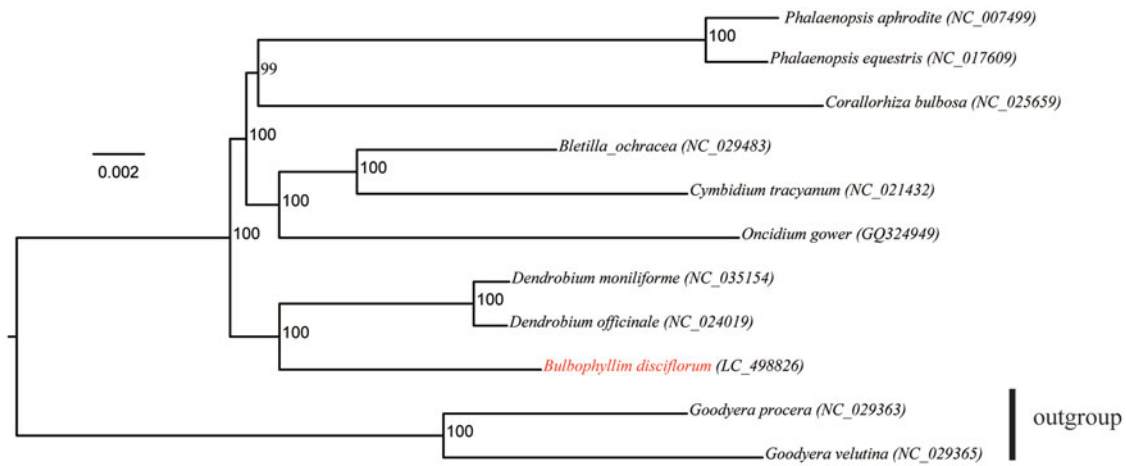 Phalaenopsis aphrodite (NC_007499)
100
Phalaenopsis equestris (NC_017609)
99
Corallorhiza bulbosa (NC_025659)
100
Bletilla_ochracea (NC_029483)
0.002
100
Cymbidium tracyanum (NC_021432)
100
100
Oncidium gower (GQ324949)
Dendrobium moniliforme (NC_035154)
100
Dendrobium officinale (NC_024019)
100
Bulbophyllim disciflorum (LC_498826)
Goodyera procera (NC_029363)
outgroup
100
Goodyera velutina (NC_029365)